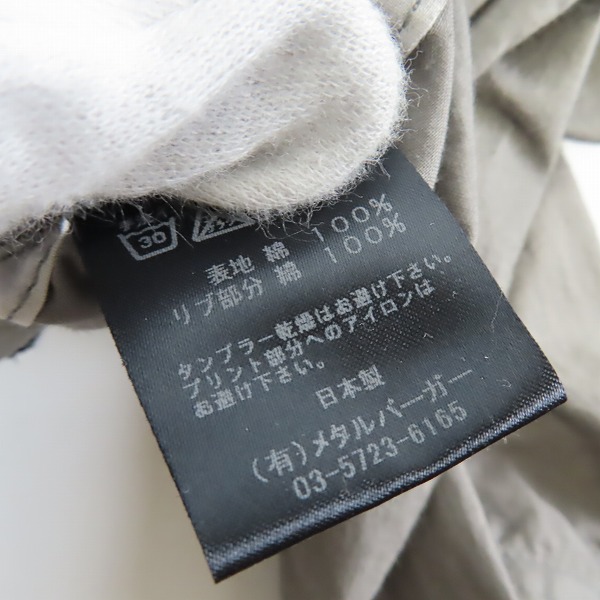 30
表地 綿 100%
リブ部分 綿 100%
タンブラー乾燥はお避け下さい。
プリント部分へのアイロンは
お避け下さい。
日本製
(有)メタルバーガー
03-5723-6165